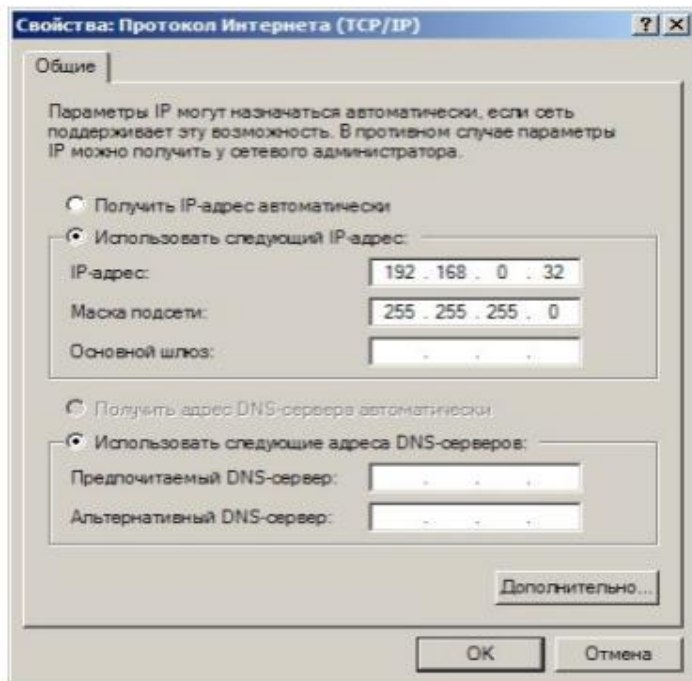 Свойства: Протокол Интернета (TCP/IP)
Общие
Параметры IP могут назначаться автоматически, если сеть
поддерживает эту возможность. В противном случае параметры
IP можно получить у сетевого администратора.
Получить IP-адрес автоматически
Использовать следующий IP-адрес:
IP-адрес: 192 . 168 . 0 . 32
Маска подсети: 255 . 255 . 255 . 0
Основной шлюз: . . .
Получить адрес DNS-сервера автоматически
Использовать следующие адреса DNS-серверов:
Предпочитаемый DNS-сервер: . . .
Альтернативный DNS-сервер: . . .
Дополнительно...
OK Отмена